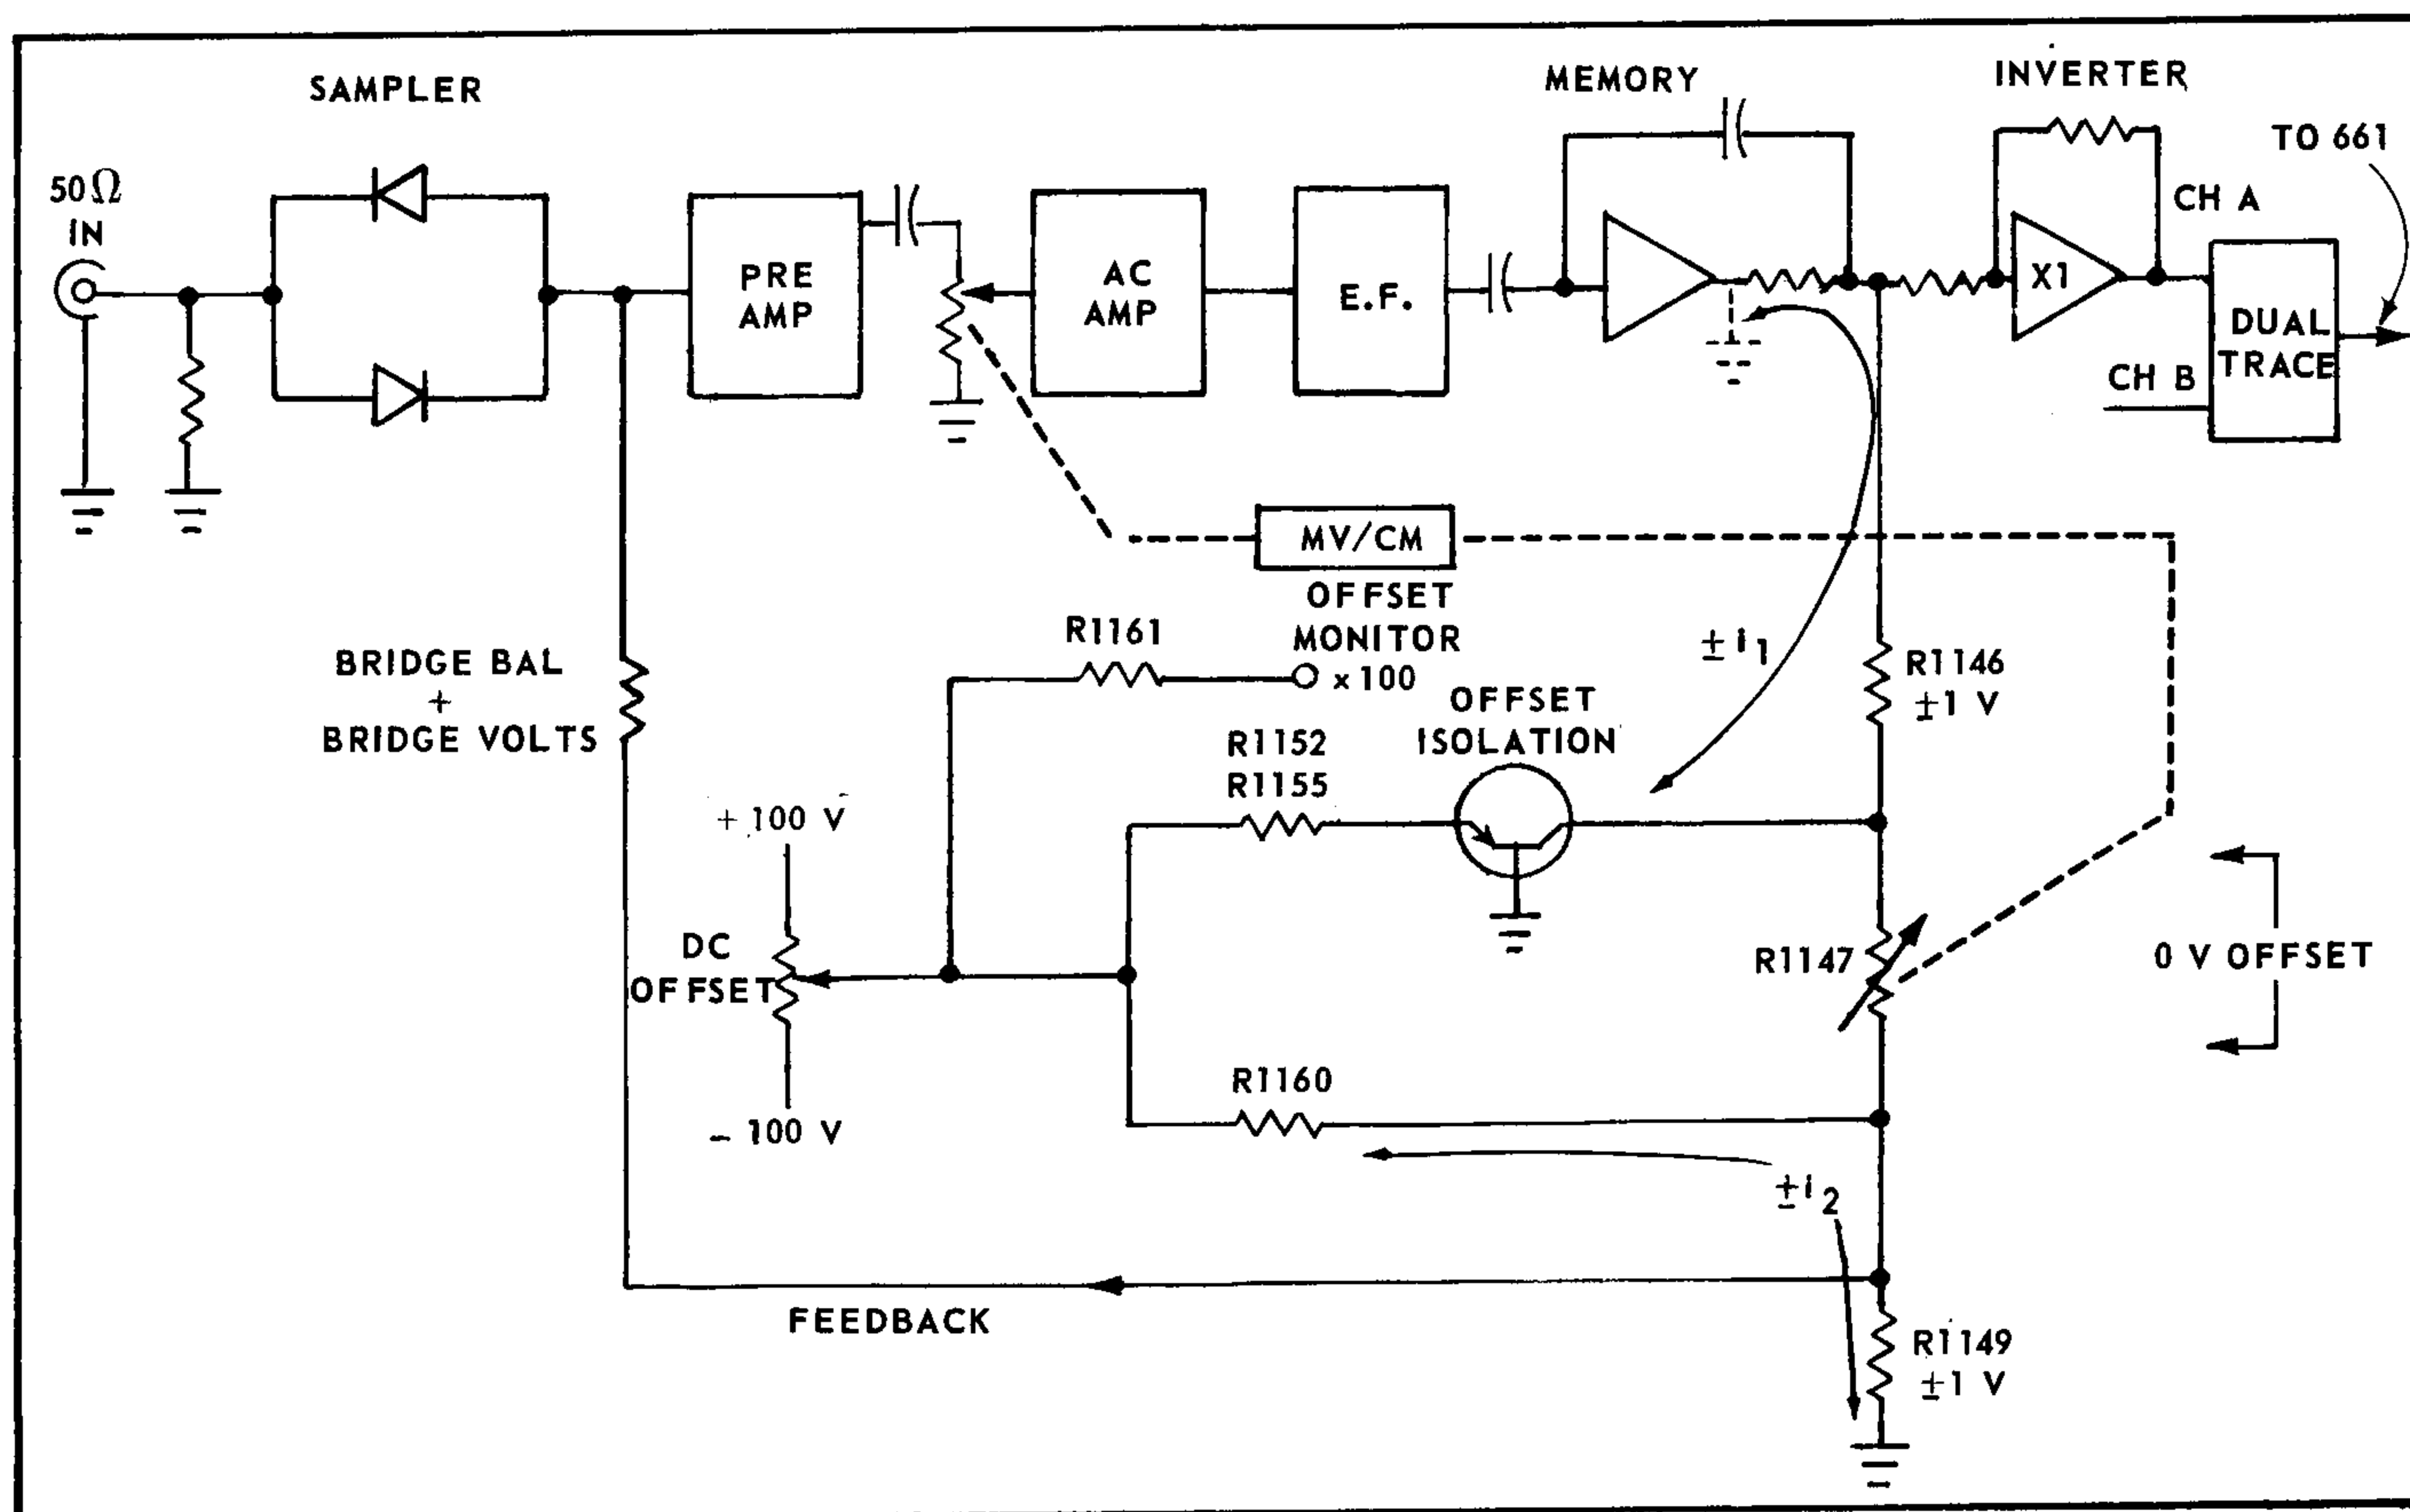 SAMPLER
MEMORY
INVERTER
TO 661
50Ω
IN
CH A
PRE
AMP
AC
AMP
E.F.
X1
DUAL
TRACE
CH B
MV/CM
OFFSET
MONITOR
x100
R1161
BRIDGE BAL
+
BRIDGE VOLTS
±i1
R1146
±1 V
OFFSET
ISOLATION
R1152
R1155
+ 100 V
DC
OFFSET
R1147
0 V OFFSET
- 100 V
R1160
±i2
FEEDBACK
R1149
±1 V